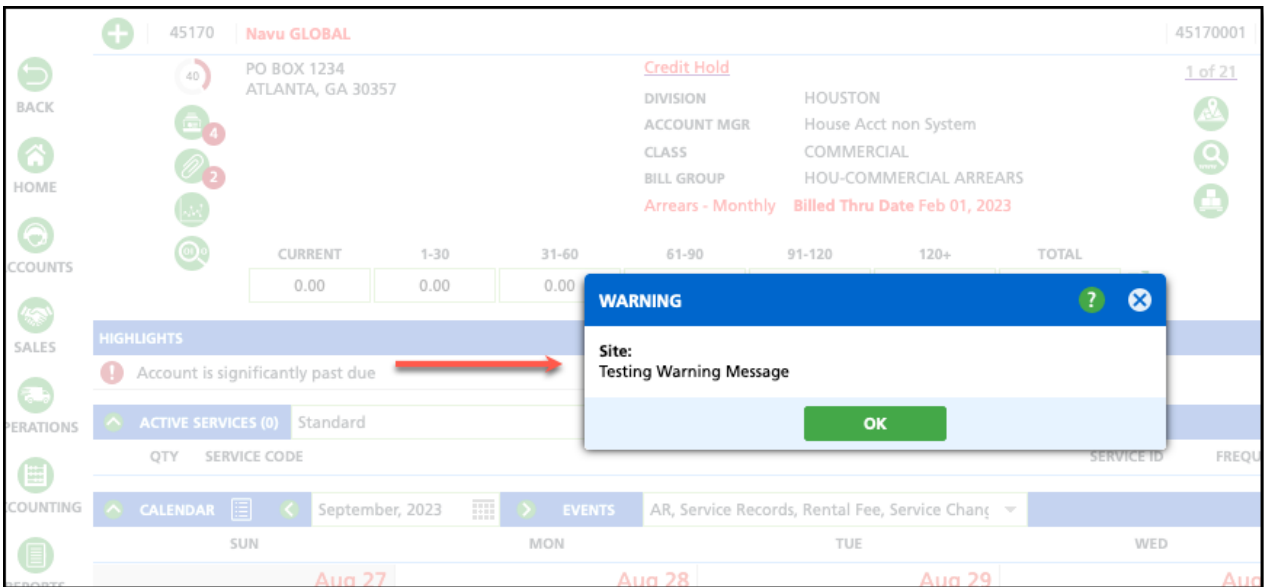 45170 Navu GLOBAL 45170001
40 PO BOX 1234 Credit Hold 1 of 21
ATLANTA, GA 30357
BACK
DIVISION HOUSTON
ACCOUNT MGR House Acct non System
4
CLASS COMMERCIAL
HOME
2
BILL GROUP HOU-COMMERCIAL ARREARS
Arrears - Monthly Billed Thru Date Feb 01, 2023
CCOUNTS
CURRENT 1-30 31-60 61-90 91-120 120+ TOTAL
0.00 0.00 0.00
WARNING ?
HIGHLIGHTS
SALES
Site:
Testing Warning Message
Account is significantly past due
OK
PERATIONS
ACTIVE SERVICES (0) Standard
QTY SERVICE CODE SERVICE ID FREQU
CCOUNTING
CALENDAR September, 2023 EVENTS AR, Service Records, Rental Fee, Service Chang
SUN MON TUE WED
Aug 27 Aug 28 Aug 29 Aug
REPORTS